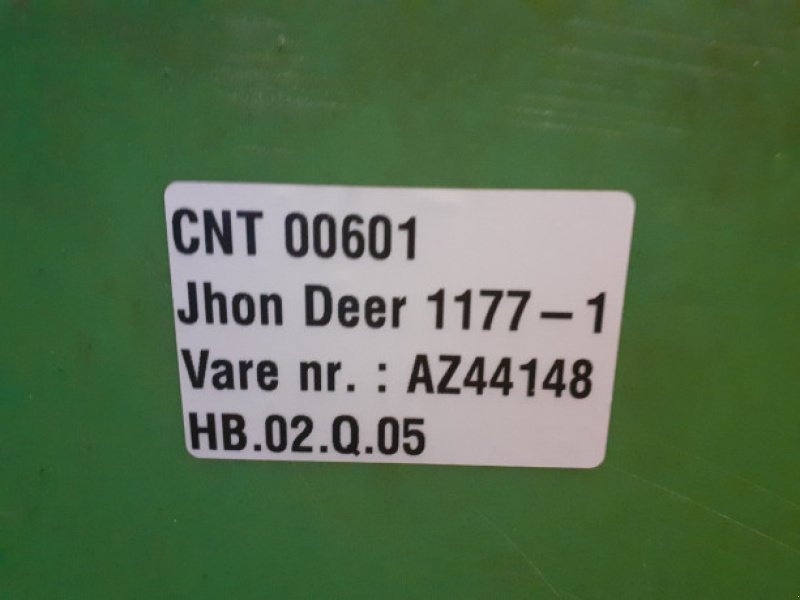 CNT 00601
Jhon Deer 1177-1
Vare nr. : AZ44148
HB.02.Q.05